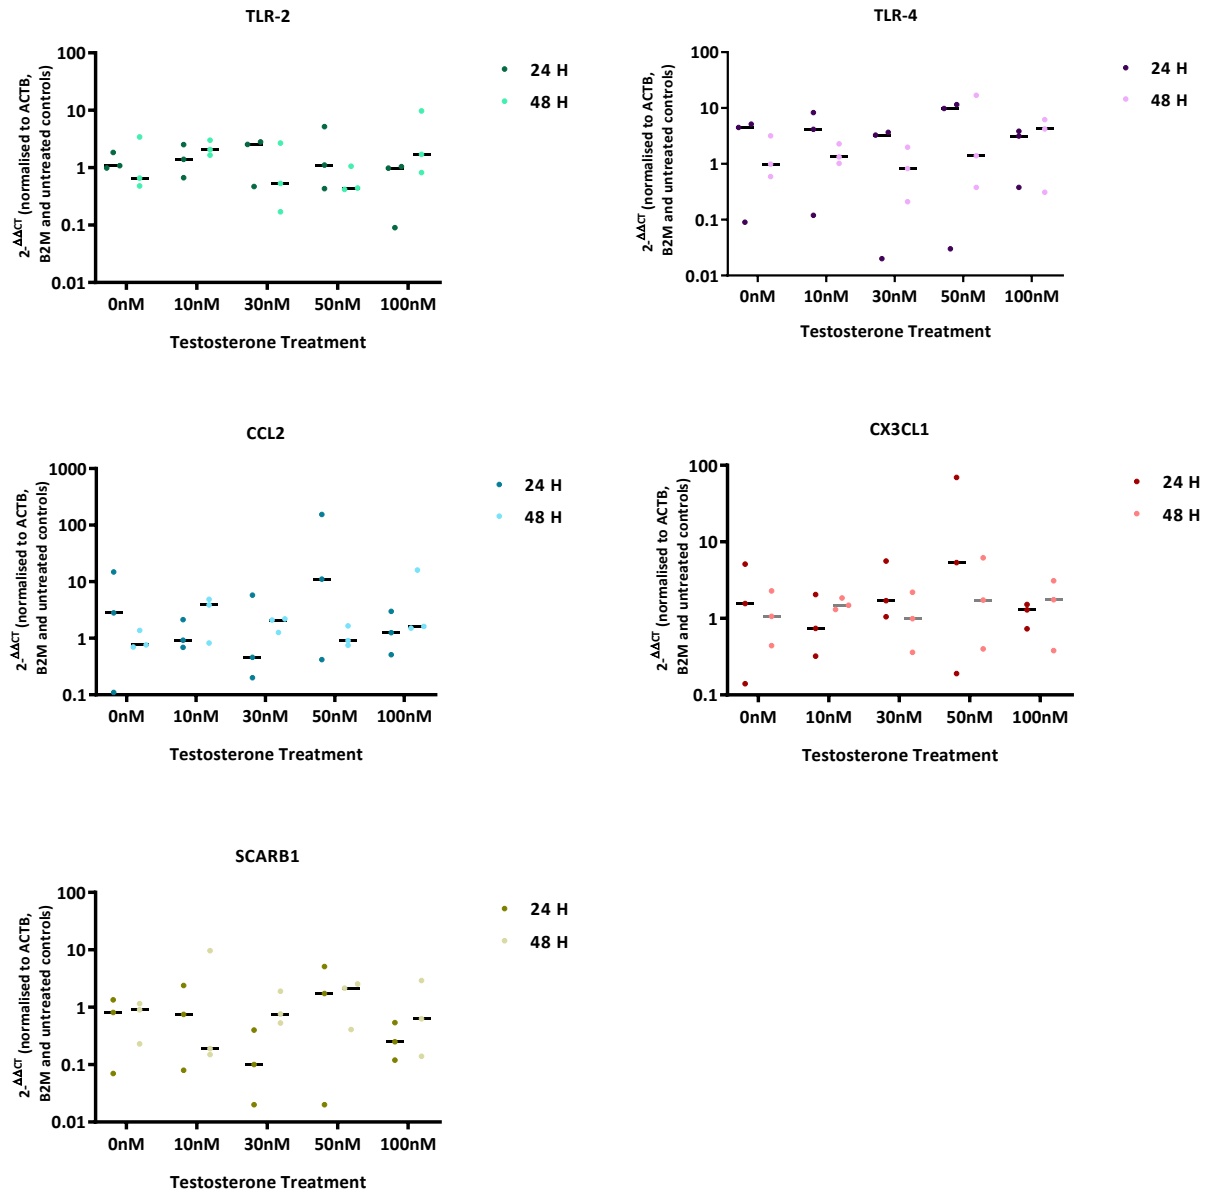 TLR-2
2-ΔΔCT (normalised to ACTB,
B2M and untreated controls)
100
10
1
0.1
0.01
0nM 10nM 30nM 50nM 100nM
Testosterone Treatment
24 H
48 H
TLR-4
2-ΔΔCT (normalised to ACTB,
B2M and untreated controls)
100
10
1
0.1
0.01
0nM 10nM 30nM 50nM 100nM
Testosterone Treatment
24 H
48 H
CCL2
2-ΔΔCT (normalised to ACTB,
B2M and untreated controls)
1000
100
10
1
0.1
0nM 10nM 30nM 50nM 100nM
Testosterone Treatment
24 H
48 H
CX3CL1
2-ΔΔCT (normalised to ACTB,
B2M and untreated controls)
100
10
1
0.1
0nM 10nM 30nM 50nM 100nM
Testosterone Treatment
24 H
48 H
SCARB1
2-ΔΔCT (normalised to ACTB,
B2M and untreated controls)
100
10
1
0.1
0.01
0nM 10nM 30nM 50nM 100nM
Testosterone Treatment
24 H
48 H